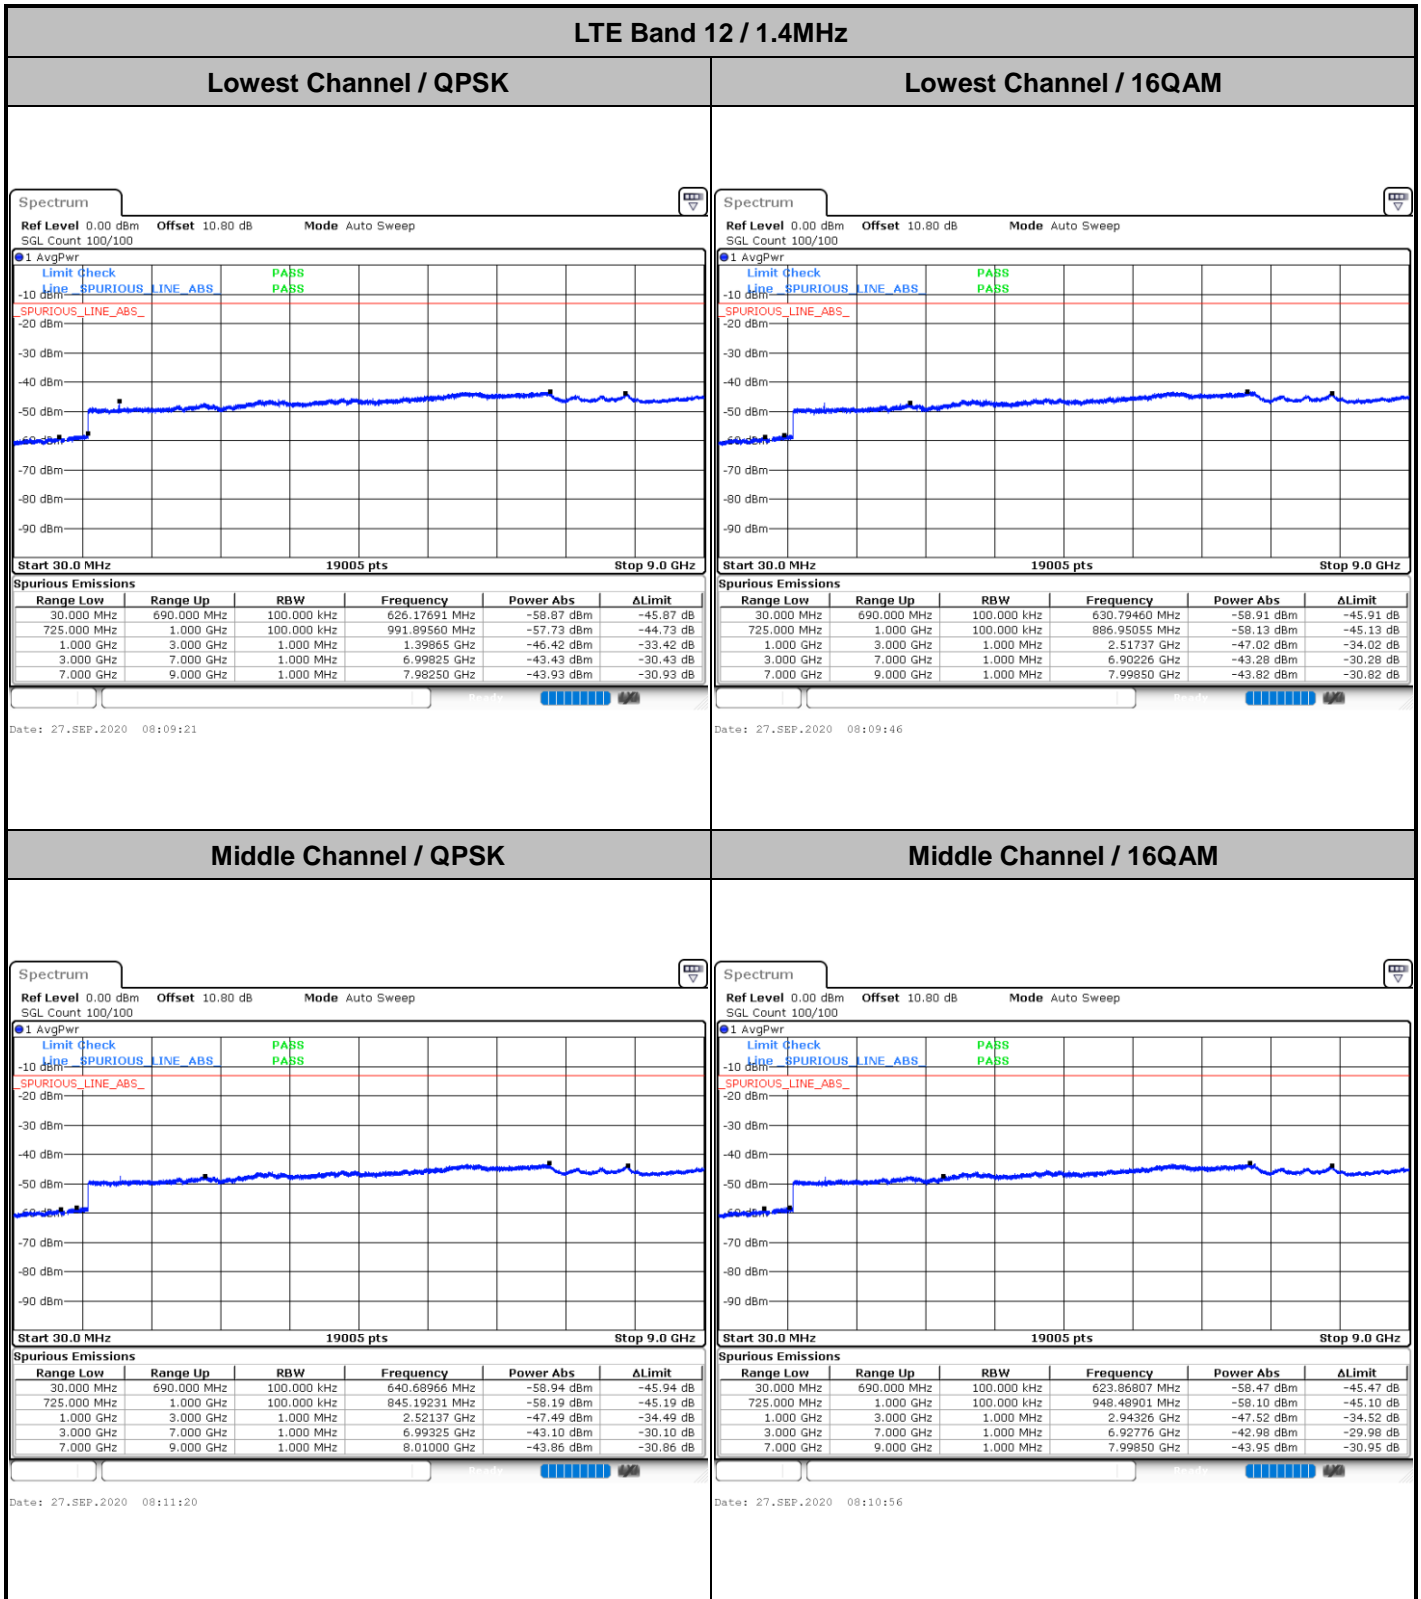 LTE Band 12 / 1.4MHz
Lowest Channel / QPSK
Lowest Channel / 16QAM
Spectrum
Ref Level 0.00 dBm Offset 10.80 dB Mode Auto Sweep
SGL Count 100/100
1 AvgPwr
Limit Check PASS
Line _SPURIOUS_LINE_ABS_ PASS
-10 dBm
_SPURIOUS_LINE_ABS_
-20 dBm
-30 dBm
-40 dBm
-50 dBm
-60 dBm
-70 dBm
-80 dBm
-90 dBm
Start 30.0 MHz 19005 pts Stop 9.0 GHz
Spurious Emissions
Range Low Range Up RBW Frequency Power Abs ΔLimit
30.000 MHz 690.000 MHz 100.000 kHz 626.17691 MHz -58.87 dBm -45.87 dB
725.000 MHz 1.000 GHz 100.000 kHz 991.89560 MHz -57.73 dBm -44.73 dB
1.000 GHz 3.000 GHz 1.000 MHz 1.39865 GHz -46.42 dBm -33.42 dB
3.000 GHz 7.000 GHz 1.000 MHz 6.99825 GHz -43.43 dBm -30.43 dB
7.000 GHz 9.000 GHz 1.000 MHz 7.98250 GHz -43.93 dBm -30.93 dB
Ready
Date: 27.SEP.2020 08:09:21
Spectrum
Ref Level 0.00 dBm Offset 10.80 dB Mode Auto Sweep
SGL Count 100/100
1 AvgPwr
Limit Check PASS
Line _SPURIOUS_LINE_ABS_ PASS
-10 dBm
_SPURIOUS_LINE_ABS_
-20 dBm
-30 dBm
-40 dBm
-50 dBm
-60 dBm
-70 dBm
-80 dBm
-90 dBm
Start 30.0 MHz 19005 pts Stop 9.0 GHz
Spurious Emissions
Range Low Range Up RBW Frequency Power Abs ΔLimit
30.000 MHz 690.000 MHz 100.000 kHz 630.79460 MHz -58.91 dBm -45.91 dB
725.000 MHz 1.000 GHz 100.000 kHz 886.95055 MHz -58.13 dBm -45.13 dB
1.000 GHz 3.000 GHz 1.000 MHz 2.51737 GHz -47.02 dBm -34.02 dB
3.000 GHz 7.000 GHz 1.000 MHz 6.90226 GHz -43.28 dBm -30.28 dB
7.000 GHz 9.000 GHz 1.000 MHz 7.99850 GHz -43.82 dBm -30.82 dB
Ready
Date: 27.SEP.2020 08:09:46
Middle Channel / QPSK
Middle Channel / 16QAM
Spectrum
Ref Level 0.00 dBm Offset 10.80 dB Mode Auto Sweep
SGL Count 100/100
1 AvgPwr
Limit Check PASS
Line _SPURIOUS_LINE_ABS_ PASS
-10 dBm
_SPURIOUS_LINE_ABS_
-20 dBm
-30 dBm
-40 dBm
-50 dBm
-60 dBm
-70 dBm
-80 dBm
-90 dBm
Start 30.0 MHz 19005 pts Stop 9.0 GHz
Spurious Emissions
Range Low Range Up RBW Frequency Power Abs ΔLimit
30.000 MHz 690.000 MHz 100.000 kHz 640.68966 MHz -58.94 dBm -45.94 dB
725.000 MHz 1.000 GHz 100.000 kHz 845.19231 MHz -58.19 dBm -45.19 dB
1.000 GHz 3.000 GHz 1.000 MHz 2.52137 GHz -47.49 dBm -34.49 dB
3.000 GHz 7.000 GHz 1.000 MHz 6.99325 GHz -43.10 dBm -30.10 dB
7.000 GHz 9.000 GHz 1.000 MHz 8.01000 GHz -43.86 dBm -30.86 dB
Ready
Date: 27.SEP.2020 08:11:20
Spectrum
Ref Level 0.00 dBm Offset 10.80 dB Mode Auto Sweep
SGL Count 100/100
1 AvgPwr
Limit Check PASS
Line _SPURIOUS_LINE_ABS_ PASS
-10 dBm
_SPURIOUS_LINE_ABS_
-20 dBm
-30 dBm
-40 dBm
-50 dBm
-60 dBm
-70 dBm
-80 dBm
-90 dBm
Start 30.0 MHz 19005 pts Stop 9.0 GHz
Spurious Emissions
Range Low Range Up RBW Frequency Power Abs ΔLimit
30.000 MHz 690.000 MHz 100.000 kHz 623.86807 MHz -58.47 dBm -45.47 dB
725.000 MHz 1.000 GHz 100.000 kHz 948.48901 MHz -58.10 dBm -45.10 dB
1.000 GHz 3.000 GHz 1.000 MHz 2.94326 GHz -47.52 dBm -34.52 dB
3.000 GHz 7.000 GHz 1.000 MHz 6.92776 GHz -42.98 dBm -29.98 dB
7.000 GHz 9.000 GHz 1.000 MHz 7.99850 GHz -43.95 dBm -30.95 dB
Ready
Date: 27.SEP.2020 08:10:56